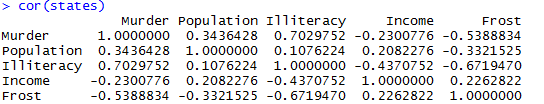 > cor(states)
Murder Population Illiteracy Income Frost
Murder 1.0000000 0.3436428 0.7029752 -0.2300776 -0.5388834
Population 0.3436428 1.0000000 0.1076224 0.2082276 -0.3321525
Illiteracy 0.7029752 0.1076224 1.0000000 -0.4370752 -0.6719470
Income -0.2300776 0.2082276 -0.4370752 1.0000000 0.2262822
Frost -0.5388834 -0.3321525 -0.6719470 0.2262822 1.0000000